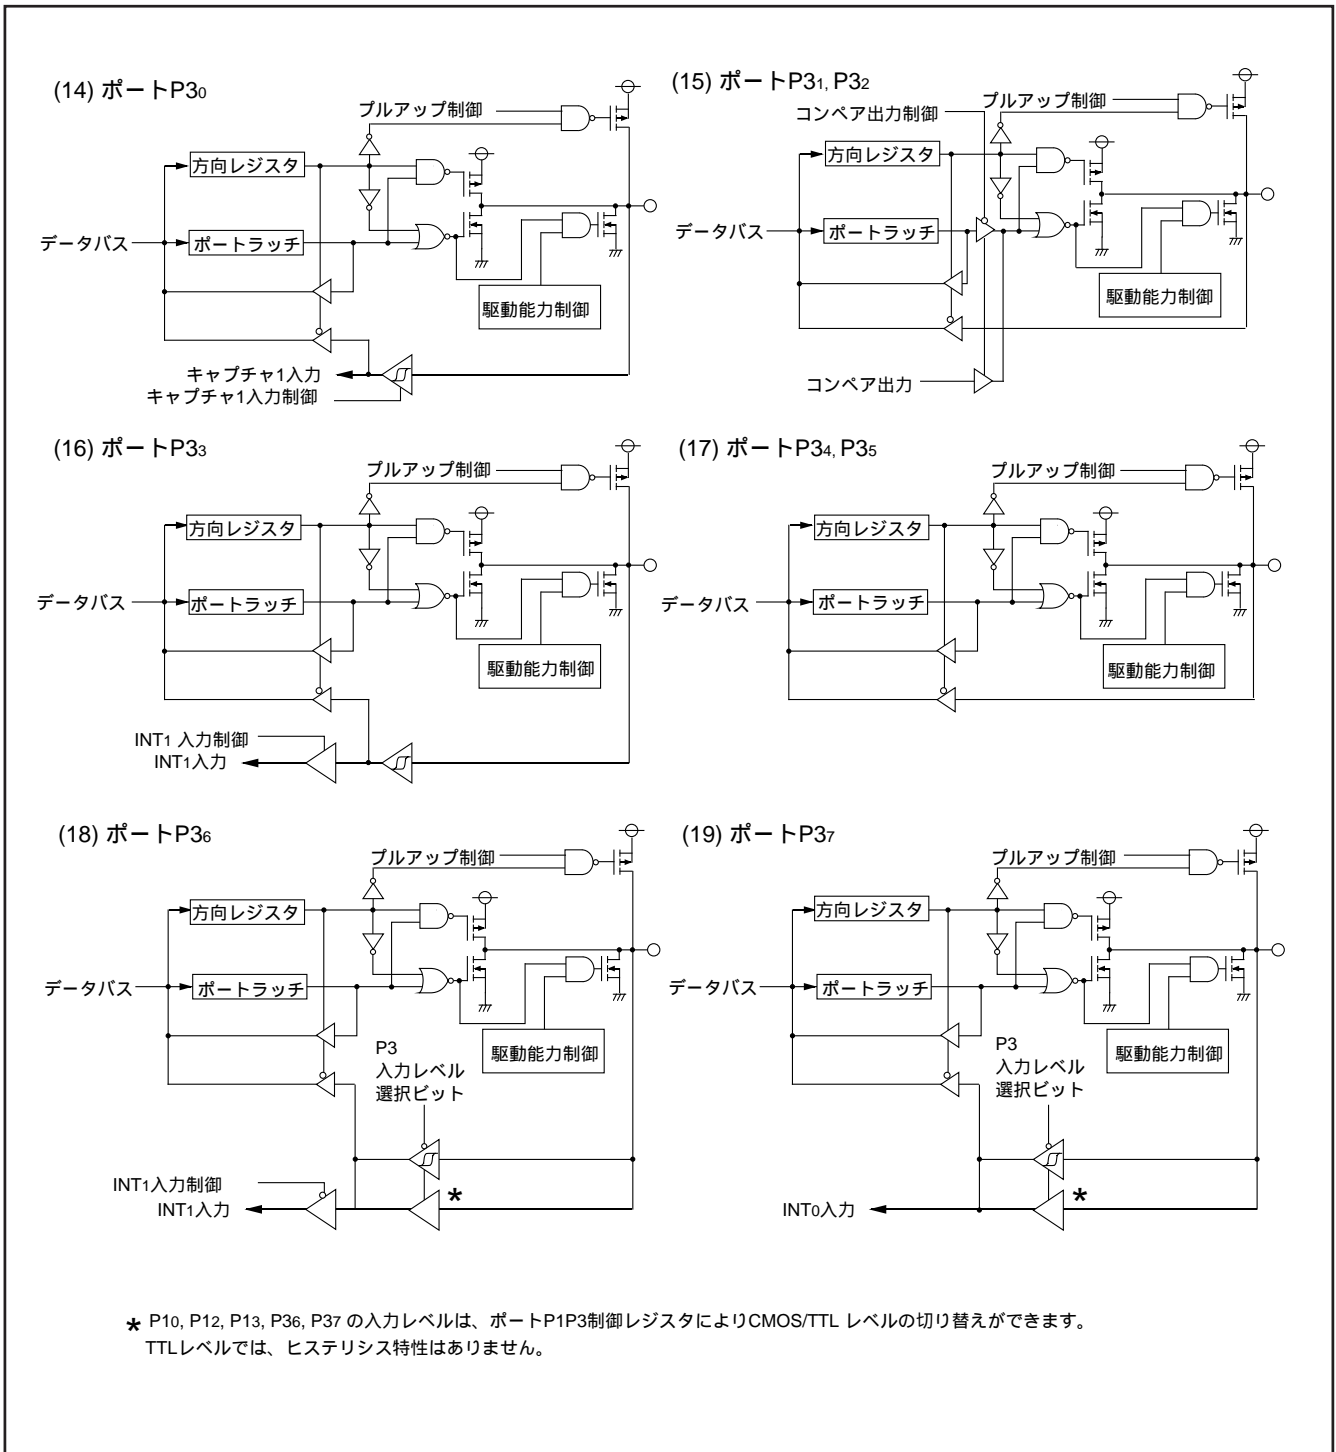 (14) ポートP30
プルアップ制御
方向レジスタ
データバス
ポートラッチ
駆動能力制御
キャプチャ1入力
キャプチャ1入力制御
(15) ポートP31, P32
コンペア出力制御
プルアップ制御
方向レジスタ
データバス
ポートラッチ
駆動能力制御
コンペア出力
(16) ポートP33
プルアップ制御
方向レジスタ
データバス
ポートラッチ
駆動能力制御
INT1 入力制御
INT1入力
(17) ポートP34, P35
プルアップ制御
方向レジスタ
データバス
ポートラッチ
駆動能力制御
(18) ポートP36
プルアップ制御
方向レジスタ
データバス
ポートラッチ
駆動能力制御
P3
入力レベル
選択ビット
INT1入力制御
INT1入力
*
(19) ポートP37
プルアップ制御
方向レジスタ
データバス
ポートラッチ
駆動能力制御
P3
入力レベル
選択ビット
INT0入力
*
* P10, P12, P13, P36, P37 の入力レベルは、ポートP1P3制御レジスタによりCMOS/TTL レベルの切り替えができます。
TTLレベルでは、ヒステリシス特性はありません。